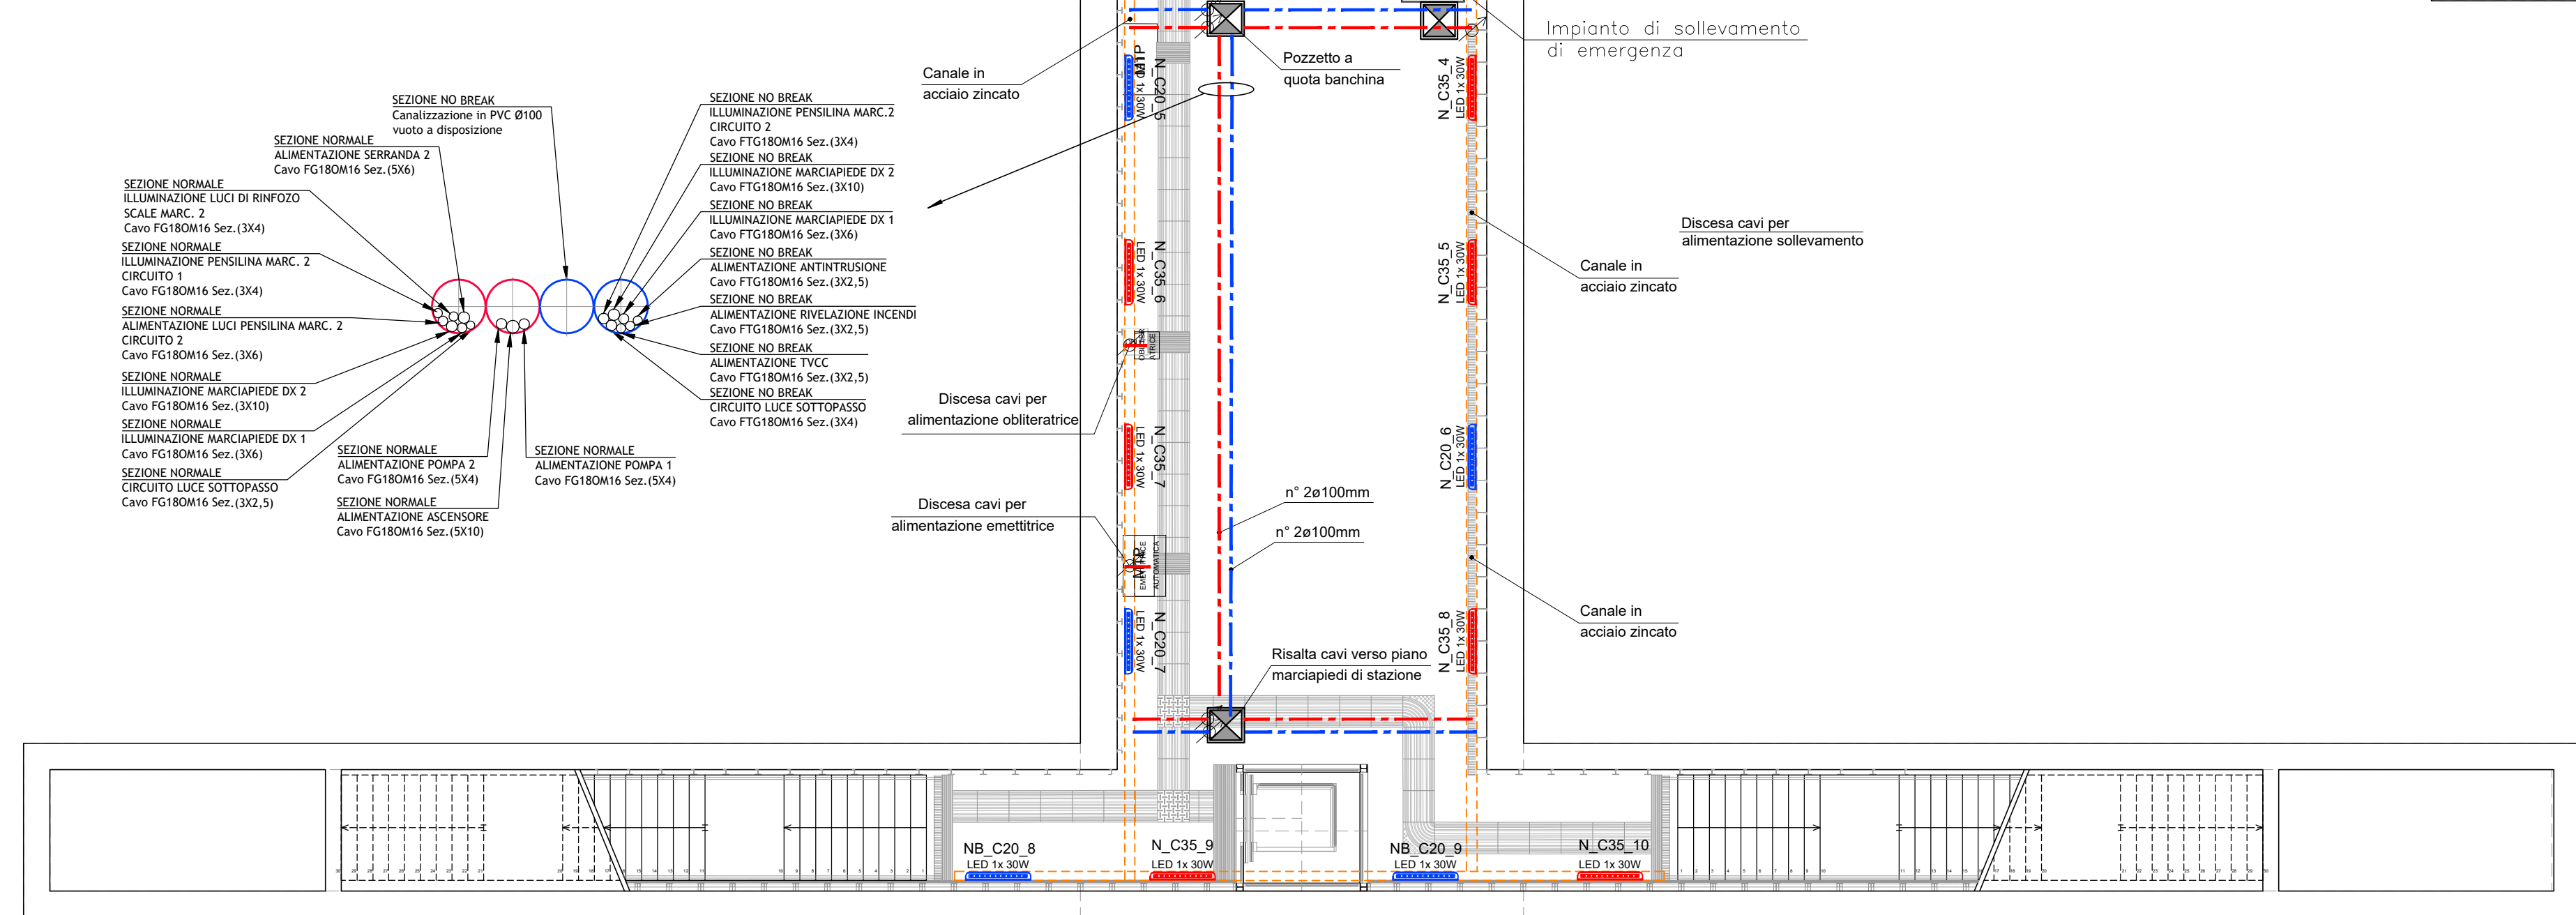 Impianto di sollevamento
di emergenza
Pozzetto a
quota banchina
Canale in
acciaio zincato
SEZIONE NO BREAK
Canalizzazione in PVC Ø100
vuoto a disposizione
SEZIONE NORMALE
ALIMENTAZIONE SERRANDA 2
Cavo FG18OM16 Sez.(5X6)
SEZIONE NORMALE
ILLUMINAZIONE LUCI DI RINFOZO
SCALE MARC. 2
Cavo FG18OM16 Sez.(3X4)
SEZIONE NORMALE
ILLUMINAZIONE PENSILINA MARC. 2
CIRCUITO 1
Cavo FG18OM16 Sez.(3X4)
SEZIONE NORMALE
ALIMENTAZIONE LUCI PENSILINA MARC. 2
CIRCUITO 2
Cavo FG18OM16 Sez.(3X6)
SEZIONE NORMALE
ILLUMINAZIONE MARCIAPIEDE DX 2
Cavo FG18OM16 Sez.(3X10)
SEZIONE NORMALE
ILLUMINAZIONE MARCIAPIEDE DX 1
Cavo FG18OM16 Sez.(3X6)
SEZIONE NORMALE
CIRCUITO LUCE SOTTOPASSO
Cavo FG18OM16 Sez.(3X2,5)
SEZIONE NORMALE
ALIMENTAZIONE POMPA 2
Cavo FG18OM16 Sez.(5X4)
SEZIONE NORMALE
ALIMENTAZIONE ASCENSORE
Cavo FG18OM16 Sez.(5X10)
SEZIONE NORMALE
ALIMENTAZIONE POMPA 1
Cavo FG18OM16 Sez.(5X4)
SEZIONE NO BREAK
ILLUMINAZIONE PENSILINA MARC.2
CIRCUITO 2
Cavo FTG18OM16 Sez.(3X4)
SEZIONE NO BREAK
ILLUMINAZIONE MARCIAPIEDE DX 2
Cavo FTG18OM16 Sez.(3X10)
SEZIONE NO BREAK
ILLUMINAZIONE MARCIAPIEDE DX 1
Cavo FTG18OM16 Sez.(3X6)
SEZIONE NO BREAK
ALIMENTAZIONE ANTINTRUSIONE
Cavo FTG18OM16 Sez.(3X2,5)
SEZIONE NO BREAK
ALIMENTAZIONE RIVELAZIONE INCENDI
Cavo FTG18OM16 Sez.(3X2,5)
SEZIONE NO BREAK
ALIMENTAZIONE TVCC
Cavo FTG18OM16 Sez.(3X2,5)
SEZIONE NO BREAK
CIRCUITO LUCE SOTTOPASSO
Cavo FTG18OM16 Sez.(3X4)
N_C20_5
LED 1x 30W
N_C35_6
LED 1x 30W
N_C35_7
LED 1x 30W
EMETTITRICE
AUTOMATICA
N_C20_7
LED 1x 30W
N_C35_4
LED 1x 30W
N_C35_5
LED 1x 30W
N_C20_6
LED 1x 30W
N_C35_8
LED 1x 30W
Discesa cavi per
alimentazione obliteratrice
Discesa cavi per
alimentazione emettitrice
n° 2ø100mm
n° 2ø100mm
Risalta cavi verso piano
marciapiedi di stazione
Discesa cavi per
alimentazione sollevamento
Canale in
acciaio zincato
Canale in
acciaio zincato
NB_C20_8
LED 1x 30W
N_C35_9
LED 1x 30W
NB_C20_9
LED 1x 30W
N_C35_10
LED 1x 30W